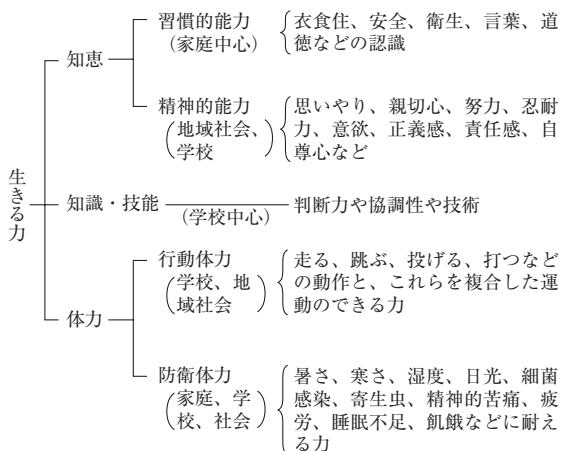 生きる力
知恵
習慣的能力
（家庭中心）
衣食住、安全、衛生、言葉、道
徳などの認識
精神的能力
（地域社会、
学校）
思いやり、親切心、努力、忍耐
力、意欲、正義感、責任感、自
尊心など
知識・技能
（学校中心）
判断力や協調性や技術
体力
行動体力
（学校、地
域社会）
走る、跳ぶ、投げる、打つなど
の動作と、これらを複合した運
動のできる力
防衛体力
（家庭、学
校、社会）
暑さ、寒さ、湿度、日光、細菌
感染、寄生虫、精神的苦痛、疲
労、睡眠不足、飢餓などに耐え
る力